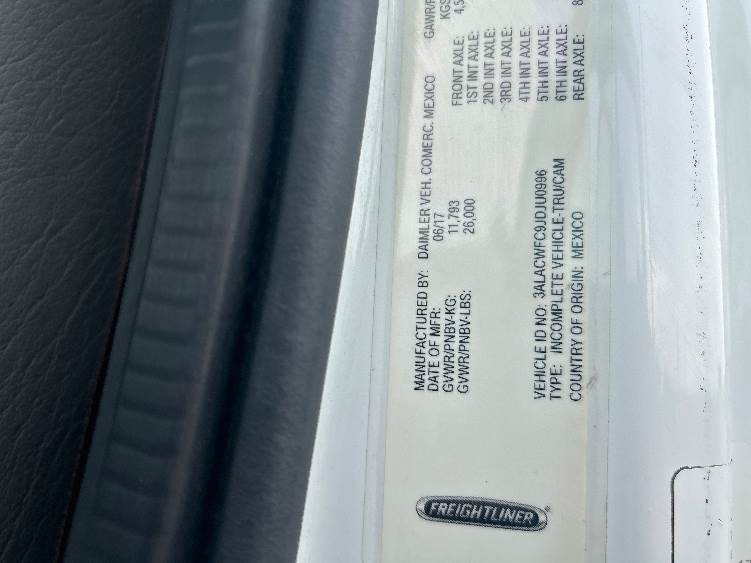 MANUFACTURED BY: DAIMLER VEH. COMERC. MEXICO
DATE OF MFR: 06/17
GVWR/PNBV-KG: 11,793
GVWR/PNBV-LBS: 26,000
KGS
FRONT AXLE:
1ST INT AXLE:
2ND INT AXLE:
3RD INT AXLE:
4TH INT AXLE:
5TH INT AXLE:
6TH INT AXLE:
REAR AXLE:
VEHICLE ID NO: 3ALACWFC9JDJU0996
TYPE: INCOMPLETE VEHICLE-TRU/CAM
COUNTRY OF ORIGIN: MEXICO
FREIGHTLINER